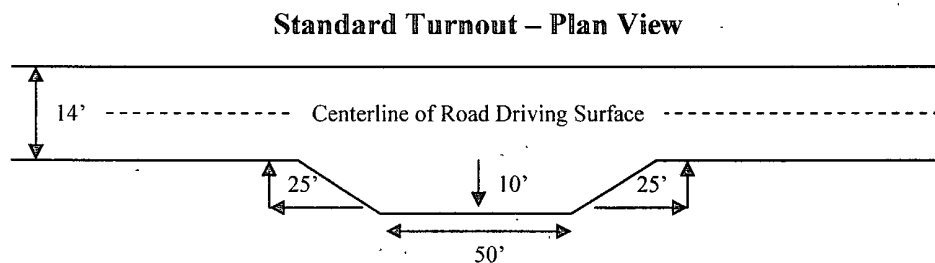 Standard Turnout – Plan View
14’
Centerline of Road Driving Surface
25’
10’
25’
50’